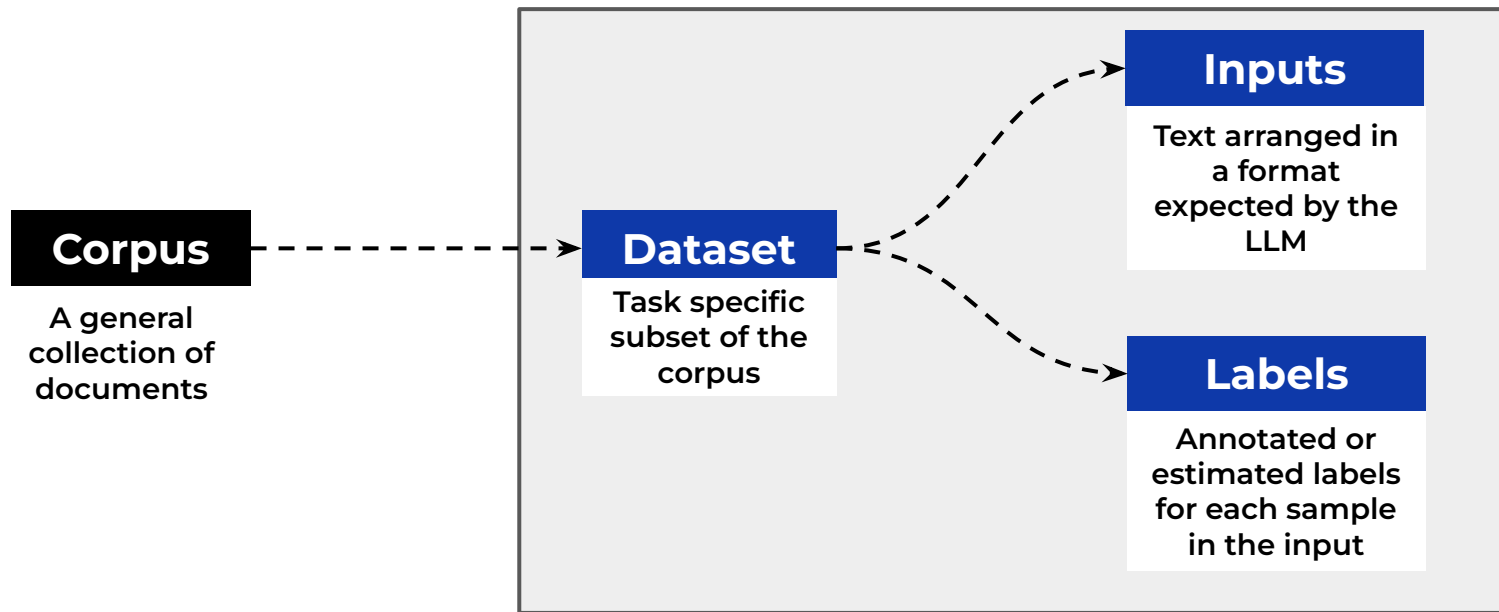 Corpus
A general
collection of
documents
Dataset
Task specific
subset of the
corpus
Inputs
Text arranged in
a format
expected by the
LLM
Labels
Annotated or
estimated labels
for each sample
in the input